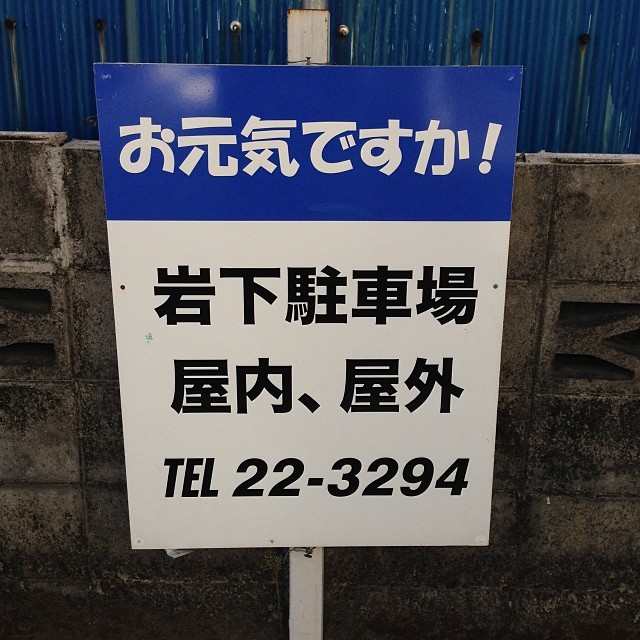 お元気ですか!
岩下駐車場
屋内、屋外
TEL 22-3294